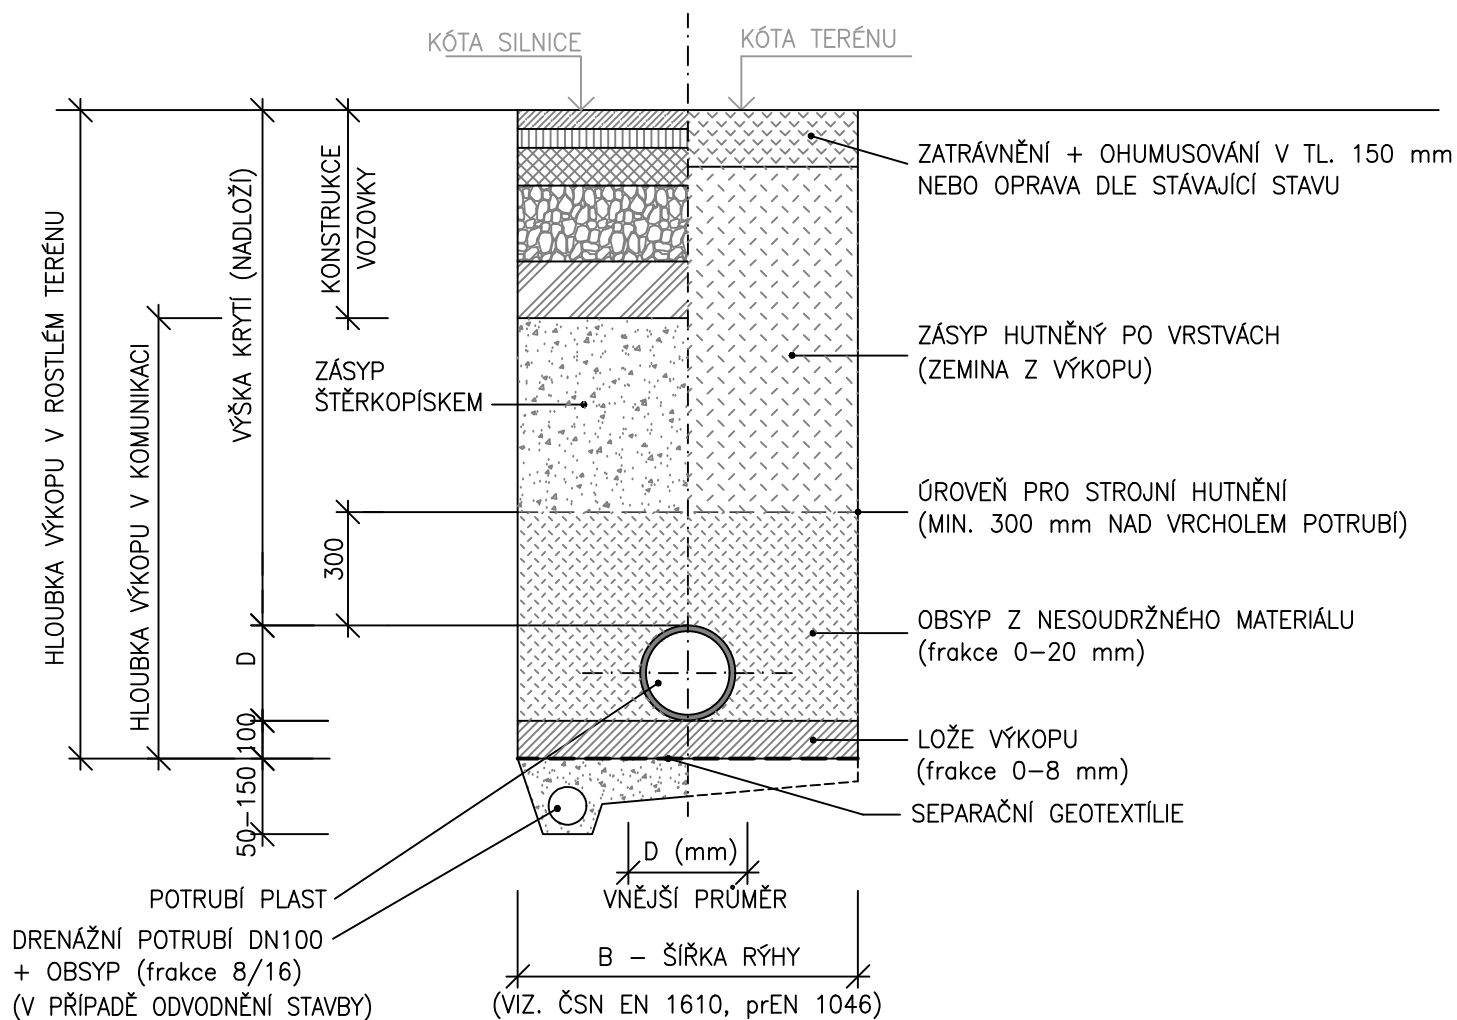 KÓTA SILNICE
KÓTA TERÉNU
HLOUBKA VÝKOPU V ROSTLÉM TERÉNU
HLOUBKA VÝKOPU V KOMUNIKACI
VÝŠKA KRYTÍ (NADLOŽÍ)
KONSTRUKCE
VOZOVKY
ZATRÁVNĚNÍ + OHUMUSOVÁNÍ V TL. 150 mm
NEBO OPRAVA DLE STÁVAJÍCÍ STAVU
ZÁSYP
ŠTĚRKOPÍSKEM
ZÁSYP HUTNĚNÝ PO VRSTVÁCH
(ZEMINA Z VÝKOPU)
300
ÚROVEŇ PRO STROJNÍ HUTNĚNÍ
(MIN. 300 mm NAD VRCHOLEM POTRUBÍ)
D
OBSYP Z NESOUDRŽNÉHO MATERIÁLU
(frakce 0-20 mm)
100
LOŽE VÝKOPU
(frakce 0-8 mm)
50-150
SEPARAČNÍ GEOTEXTÍLIE
D (mm)
VNĚJŠÍ PRŮMĚR
POTRUBÍ PLAST
DRENÁŽNÍ POTRUBÍ DN100
+ OBSYP (frakce 8/16)
(V PŘÍPADĚ ODVODNĚNÍ STAVBY)
B - ŠÍŘKA RÝHY
(VIZ. ČSN EN 1610, prEN 1046)